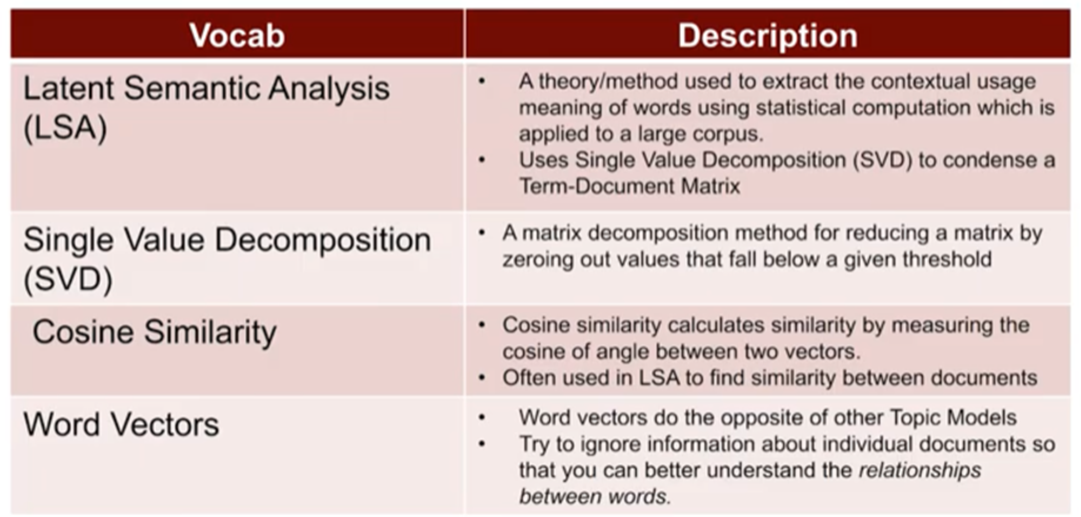 Vocab
Description
Latent Semantic Analysis
(LSA)
• A theory/method used to extract the contextual usage
meaning of words using statistical computation which is
applied to a large corpus.
• Uses Single Value Decomposition (SVD) to condense a
Term-Document Matrix
Single Value Decomposition
(SVD)
• A matrix decomposition method for reducing a matrix by
zeroing out values that fall below a given threshold
Cosine Similarity
• Cosine similarity calculates similarity by measuring the
cosine of angle between two vectors.
• Often used in LSA to find similarity between documents
Word Vectors
• Word vectors do the opposite of other Topic Models
• Try to ignore information about individual documents so
that you can better understand the relationships
between words.